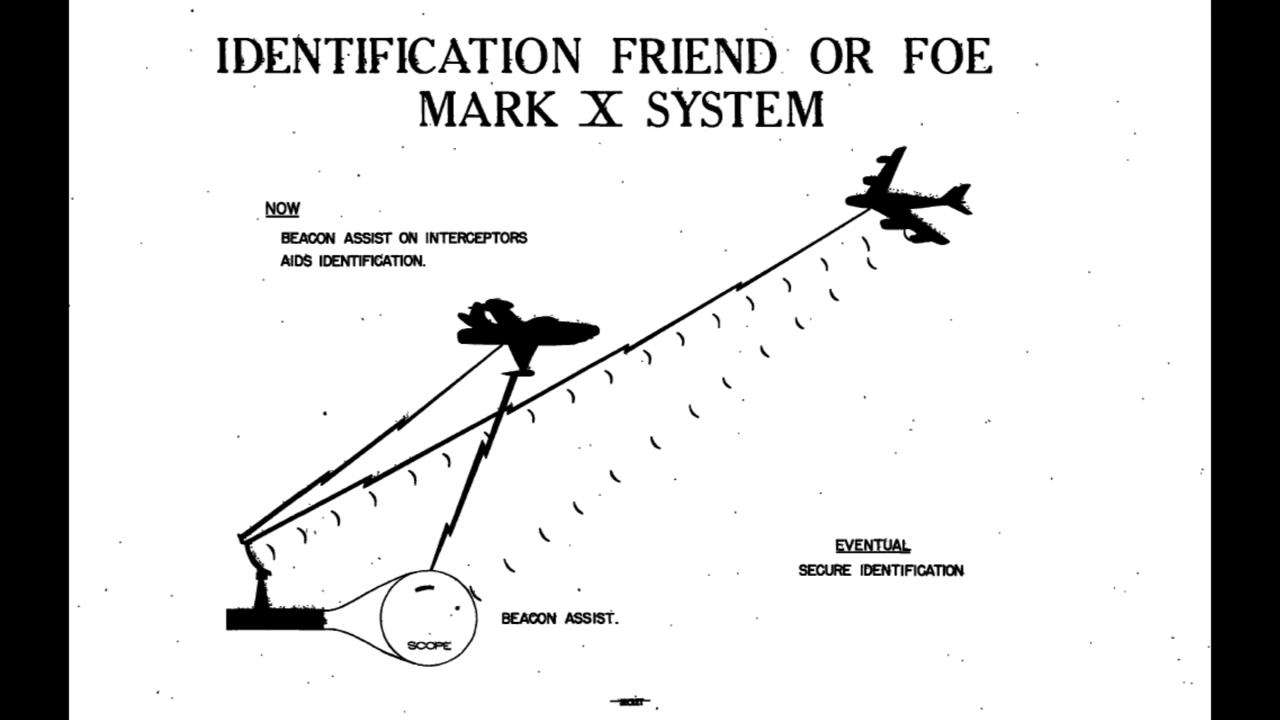 IDENTIFICATION FRIEND OR FOE
MARK X SYSTEM
NOW
BEACON ASSIST ON INTERCEPTORS
AIDS IDENTIFICATION.
EVENTUAL
SECURE IDENTIFICATION
BEACON ASSIST.
SCOPE